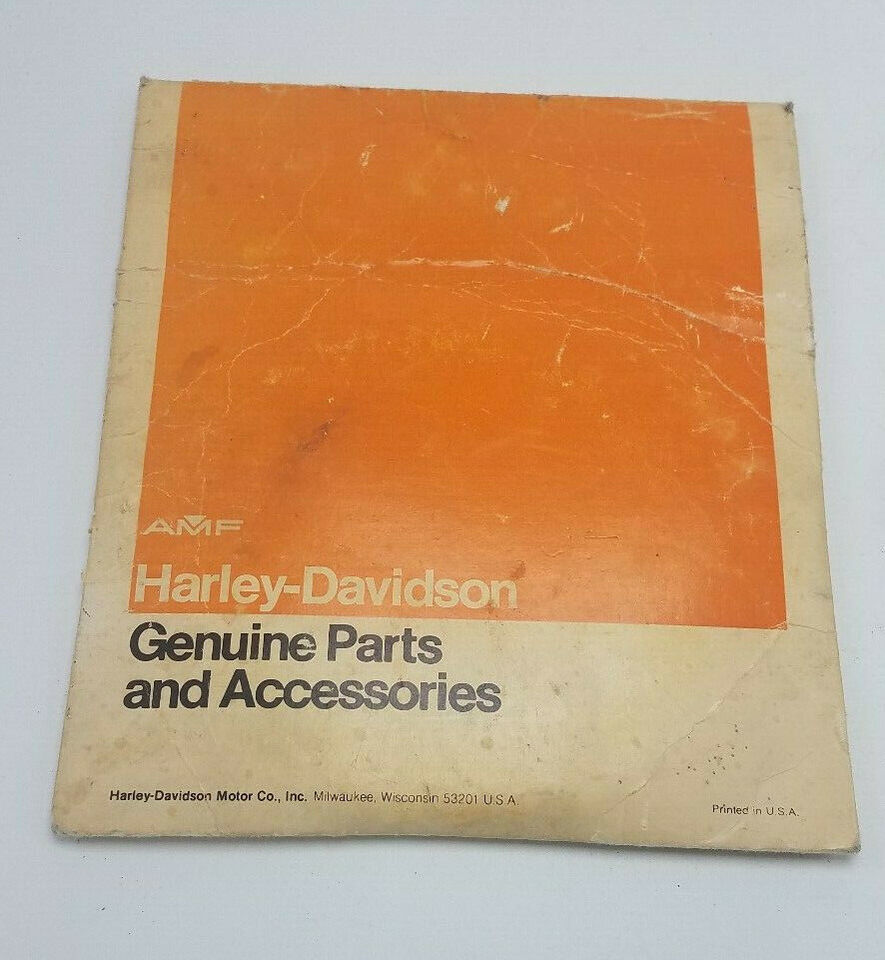 AMF
Harley-Davidson
Genuine Parts
and Accessories
Harley-Davidson Motor Co., Inc. Milwaukee, Wisconsin 53201 U.S.A.
Printed in U.S.A.